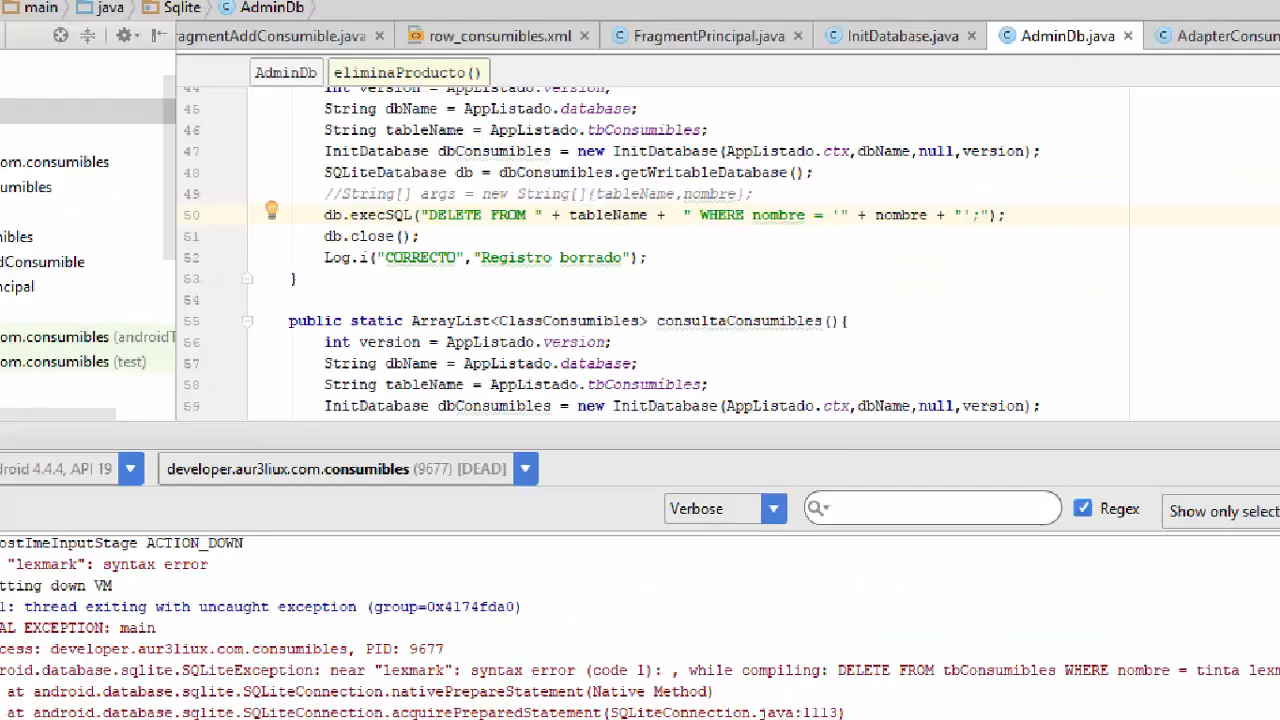 main java Sqlite AdminDb
ragmentAddConsumible.java row_consumibles.xml FragmentPrincipal.java InitDatabase.java AdminDb.java AdapterConsum
AdminDb eliminaProducto()
44 int version = AppListado.version;
45 String dbName = AppListado.database;
46 String tableName = AppListado.tbConsumibles;
47 InitDatabase dbConsumibles = new InitDatabase(AppListado.ctx,dbName,null,version);
48 SQLiteDatabase db = dbConsumibles.getWritableDatabase();
49 //String[] args = new String[]{tableName,nombre};
50 db.execSQL("DELETE FROM " + tableName +  " WHERE nombre = '" + nombre + "';");
51 db.close();
52 Log.i("CORRECTO","Registro borrado");
53 }
54
55 public static ArrayList<ClassConsumibles> consultaConsumibles(){
56 int version = AppListado.version;
57 String dbName = AppListado.database;
58 String tableName = AppListado.tbConsumibles;
59 InitDatabase dbConsumibles = new InitDatabase(AppListado.ctx,dbName,null,version);
om.consumibles
umibles
ibles
dConsumible
ncipal
om.consumibles (androidT
om.consumibles (test)
droid 4.4.4, API 19 developer.aur3liux.com.consumibles (9677) [DEAD]
Verbose Regex Show only select
ostImeInputStage ACTION_DOWN
"lexmark": syntax error
tting down VM
1: thread exiting with uncaught exception (group=0x4174fda0)
AL EXCEPTION: main
cess: developer.aur3liux.com.consumibles, PID: 9677
roid.database.sqlite.SQLiteException: near "lexmark": syntax error (code 1): , while compiling: DELETE FROM tbConsumibles WHERE nombre = tinta lexm
at android.database.sqlite.SQLiteConnection.nativePrepareStatement(Native Method)
at android.database.sqlite.SQLiteConnection.acquirePreparedStatement(SQLiteConnection.java:1113)